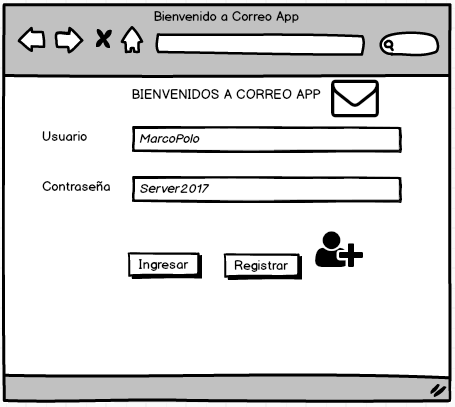 Bienvenido a Correo App
BIENVENIDOS A CORREO APP
Usuario
MarcoPolo
Contraseña
Server2017
Ingresar
Registrar